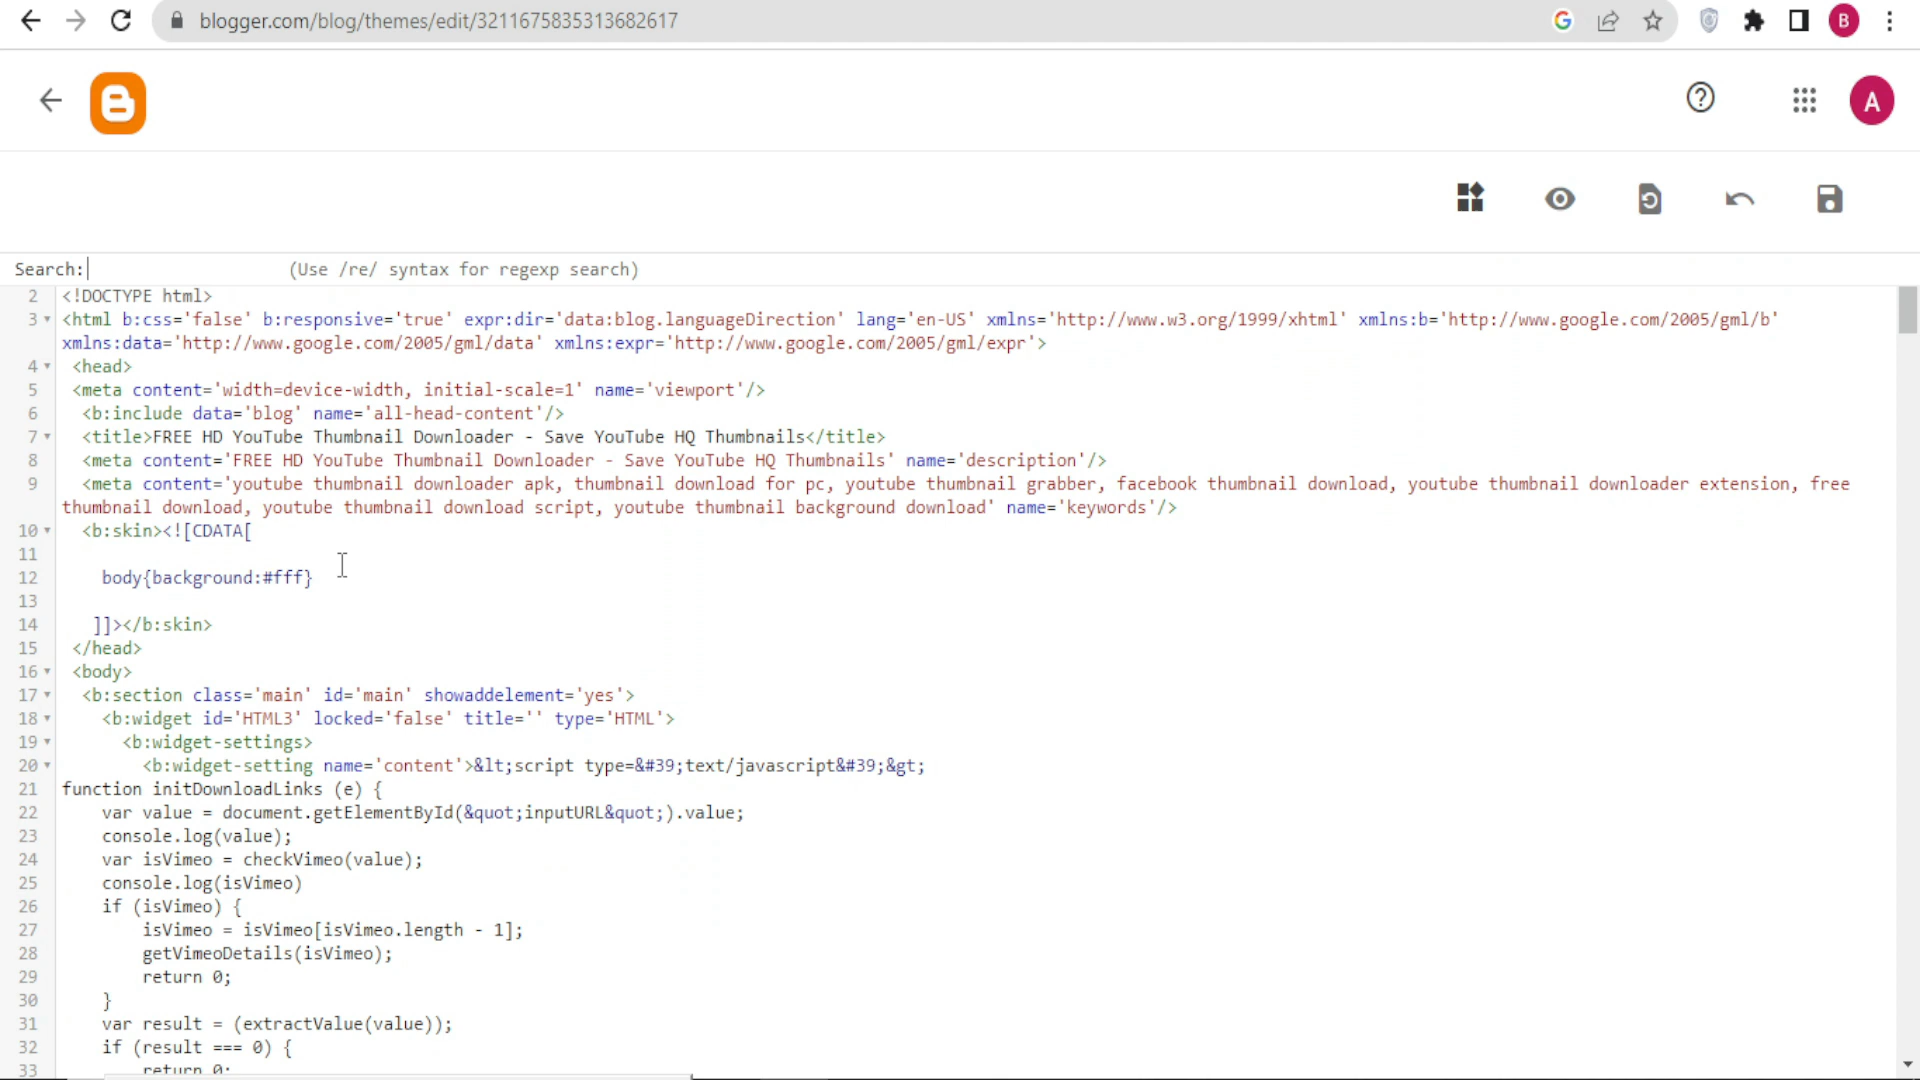 blogger.com/blog/themes/edit/3211675835313682617
B
A
Search: (Use /re/ syntax for regexp search)
2 <!DOCTYPE html>
3 <html b:css='false' b:responsive='true' expr:dir='data:blog.languageDirection' lang='en-US' xmlns='http://www.w3.org/1999/xhtml' xmlns:b='http://www.google.com/2005/gml/b'
xmlns:data='http://www.google.com/2005/gml/data' xmlns:expr='http://www.google.com/2005/gml/expr'>
4 <head>
5 <meta content='width=device-width, initial-scale=1' name='viewport'/>
6 <b:include data='blog' name='all-head-content'/>
7 <title>FREE HD YouTube Thumbnail Downloader - Save YouTube HQ Thumbnails</title>
8 <meta content='FREE HD YouTube Thumbnail Downloader - Save YouTube HQ Thumbnails' name='description'/>
9 <meta content='youtube thumbnail downloader apk, thumbnail download for pc, youtube thumbnail grabber, facebook thumbnail download, youtube thumbnail downloader extension, free
thumbnail download, youtube thumbnail download script, youtube thumbnail background download' name='keywords'/>
10 <b:skin><![CDATA[
11
12 body{background:#fff}
13
14 ]]></b:skin>
15 </head>
16 <body>
17 <b:section class='main' id='main' showaddelement='yes'>
18 <b:widget id='HTML3' locked='false' title='' type='HTML'>
19 <b:widget-settings>
20 <b:widget-setting name='content'>&lt;script type=&#39;text/javascript&#39;&gt;
21 function initDownloadLinks (e) {
22 var value = document.getElementById(&quot;inputURL&quot;).value;
23 console.log(value);
24 var isVimeo = checkVimeo(value);
25 console.log(isVimeo)
26 if (isVimeo) {
27 isVimeo = isVimeo[isVimeo.length - 1];
28 getVimeoDetails(isVimeo);
29 return 0;
30 }
31 var result = (extractValue(value));
32 if (result === 0) {
33 return 0;